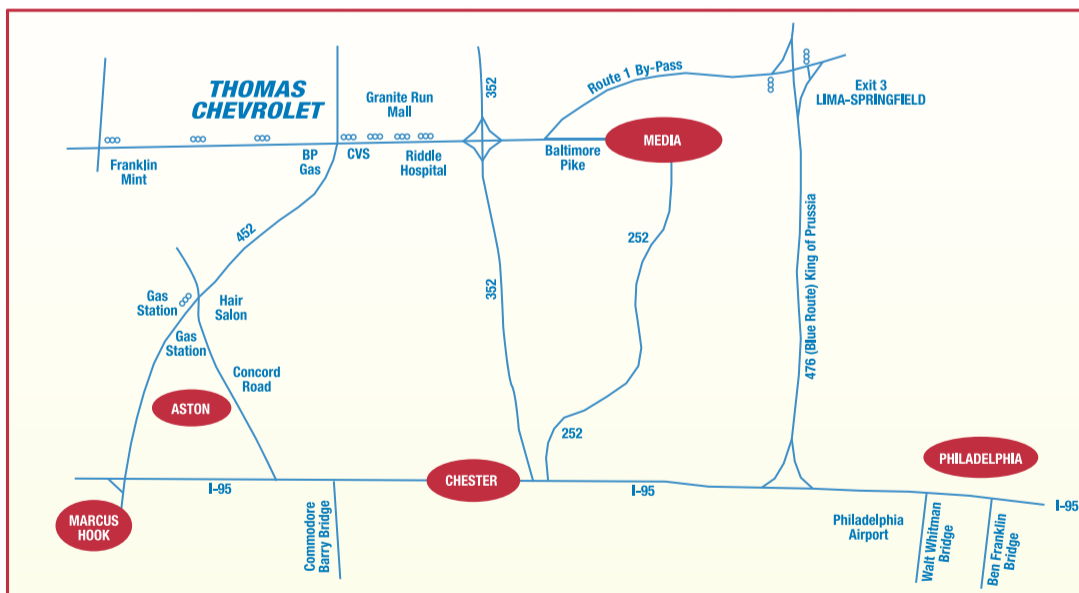 THOMAS
CHEVROLET
Granite Run
Mall
352
Route 1 By-Pass
Exit 3
LIMA-SPRINGFIELD
Franklin
Mint
BP
Gas
CVS
Riddle
Hospital
Baltimore
Pike
MEDIA
452
252
352
476 (Blue Route) King of Prussia
Gas
Station
Hair
Salon
Gas
Station
Concord
Road
ASTON
252
CHESTER
PHILADELPHIA
I-95
I-95
I-95
MARCUS
HOOK
Commodore
Barry Bridge
Philadelphia
Airport
Walt Whitman
Bridge
Ben Franklin
Bridge